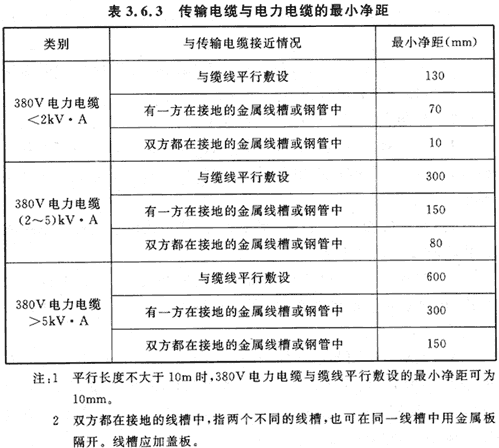 表 3.6.3 传输电缆与电力电缆的最小净距
类别 与传输电缆接近情况 最小净距(mm)
380V 电力电缆
<2kV·A
与缆线平行敷设 130
有一方在接地的金属线槽或钢管中 70
双方都在接地的金属线槽或钢管中 10
380V 电力电缆
(2~5)kV·A
与缆线平行敷设 300
有一方在接地的金属线槽或钢管中 150
双方都在接地的金属线槽或钢管中 80
380V 电力电缆
>5kV·A
与缆线平行敷设 600
有一方在接地的金属线槽或钢管中 300
双方都在接地的金属线槽或钢管中 150
注:1 平行长度不大于 10m 时,380V 电力电缆与缆线平行敷设的最小净距可为
10mm。
2 双方都在接地的线槽中,指两个不同的线槽,也可在同一线槽中用金属板
隔开。线槽应加盖板。